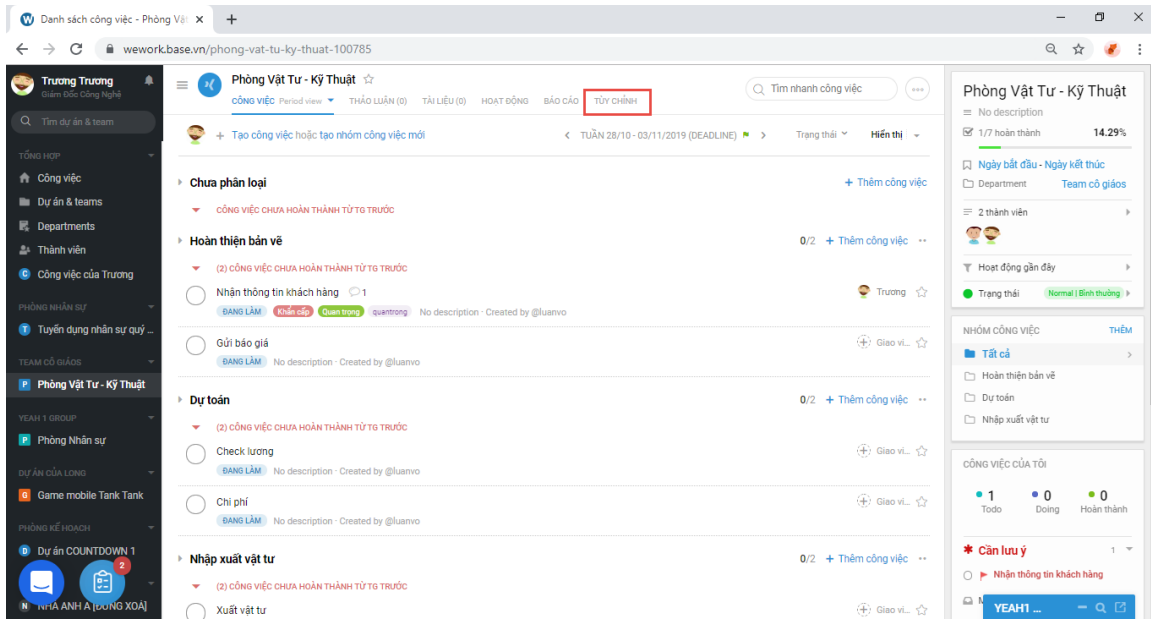 Danh sách công việc - Phòng Vật
wework.base.vn/phong-vat-tu-ky-thuat-100785
Trương Trương
Giám Đốc Công Nghệ
Tìm dự án & team
TỔNG HỢP
Công việc
Dự án & teams
Departments
Thành viên
Công việc của Trương
PHÒNG NHÂN SỰ
Tuyển dụng nhân sự quý ...
TEAM CÔ GIÁOS
Phòng Vật Tư - Kỹ Thuật
YEAH 1 GROUP
Phòng Nhân sự
DỰ ÁN CỦA LONG
Game mobile Tank Tank
PHÒNG KẾ HOẠCH
Dự án COUNTDOWN 1
2
NHÀ ANH A [ĐỪNG XOÁ]
Phòng Vật Tư - Kỹ Thuật
CÔNG VIỆC Period view THẢO LUẬN (0) TÀI LIỆU (0) HOẠT ĐỘNG BÁO CÁO TÙY CHỈNH
Tìm nhanh công việc
+ Tạo công việc hoặc tạo nhóm công việc mới
TUẦN 28/10 - 03/11/2019 (DEADLINE)
Trạng thái
Hiển thị
Chưa phân loại
+ Thêm công việc
CÔNG VIỆC CHƯA HOÀN THÀNH TỪ TG TRƯỚC
Hoàn thiện bản vẽ
0/2 + Thêm công việc
(2) CÔNG VIỆC CHƯA HOÀN THÀNH TỪ TG TRƯỚC
Nhận thông tin khách hàng 1
Trương
ĐANG LÀM Khẩn cấp Quan trọng quantrong No description · Created by @luanvo
Gửi báo giá
Giao vi...
ĐANG LÀM No description · Created by @luanvo
Dự toán
0/2 + Thêm công việc
(2) CÔNG VIỆC CHƯA HOÀN THÀNH TỪ TG TRƯỚC
Check lương
Giao vi...
ĐANG LÀM No description · Created by @luanvo
Chi phí
Giao vi...
ĐANG LÀM No description · Created by @luanvo
Nhập xuất vật tư
0/2 + Thêm công việc
(2) CÔNG VIỆC CHƯA HOÀN THÀNH TỪ TG TRƯỚC
Xuất vật tư
Giao vi...
Phòng Vật Tư - Kỹ Thuật
No description
1/7 hoàn thành 14.29%
Ngày bắt đầu - Ngày kết thúc
Department Team cô giáos
2 thành viên
Hoạt động gần đây
Trạng thái Normal | Bình thường
NHÓM CÔNG VIỆC THÊM
Tất cả
Hoàn thiện bản vẽ
Dự toán
Nhập xuất vật tư
CÔNG VIỆC CỦA TÔI
1 0 0
Todo Doing Hoàn thành
Cần lưu ý 1
Nhận thông tin khách hàng
YEAH1 ...